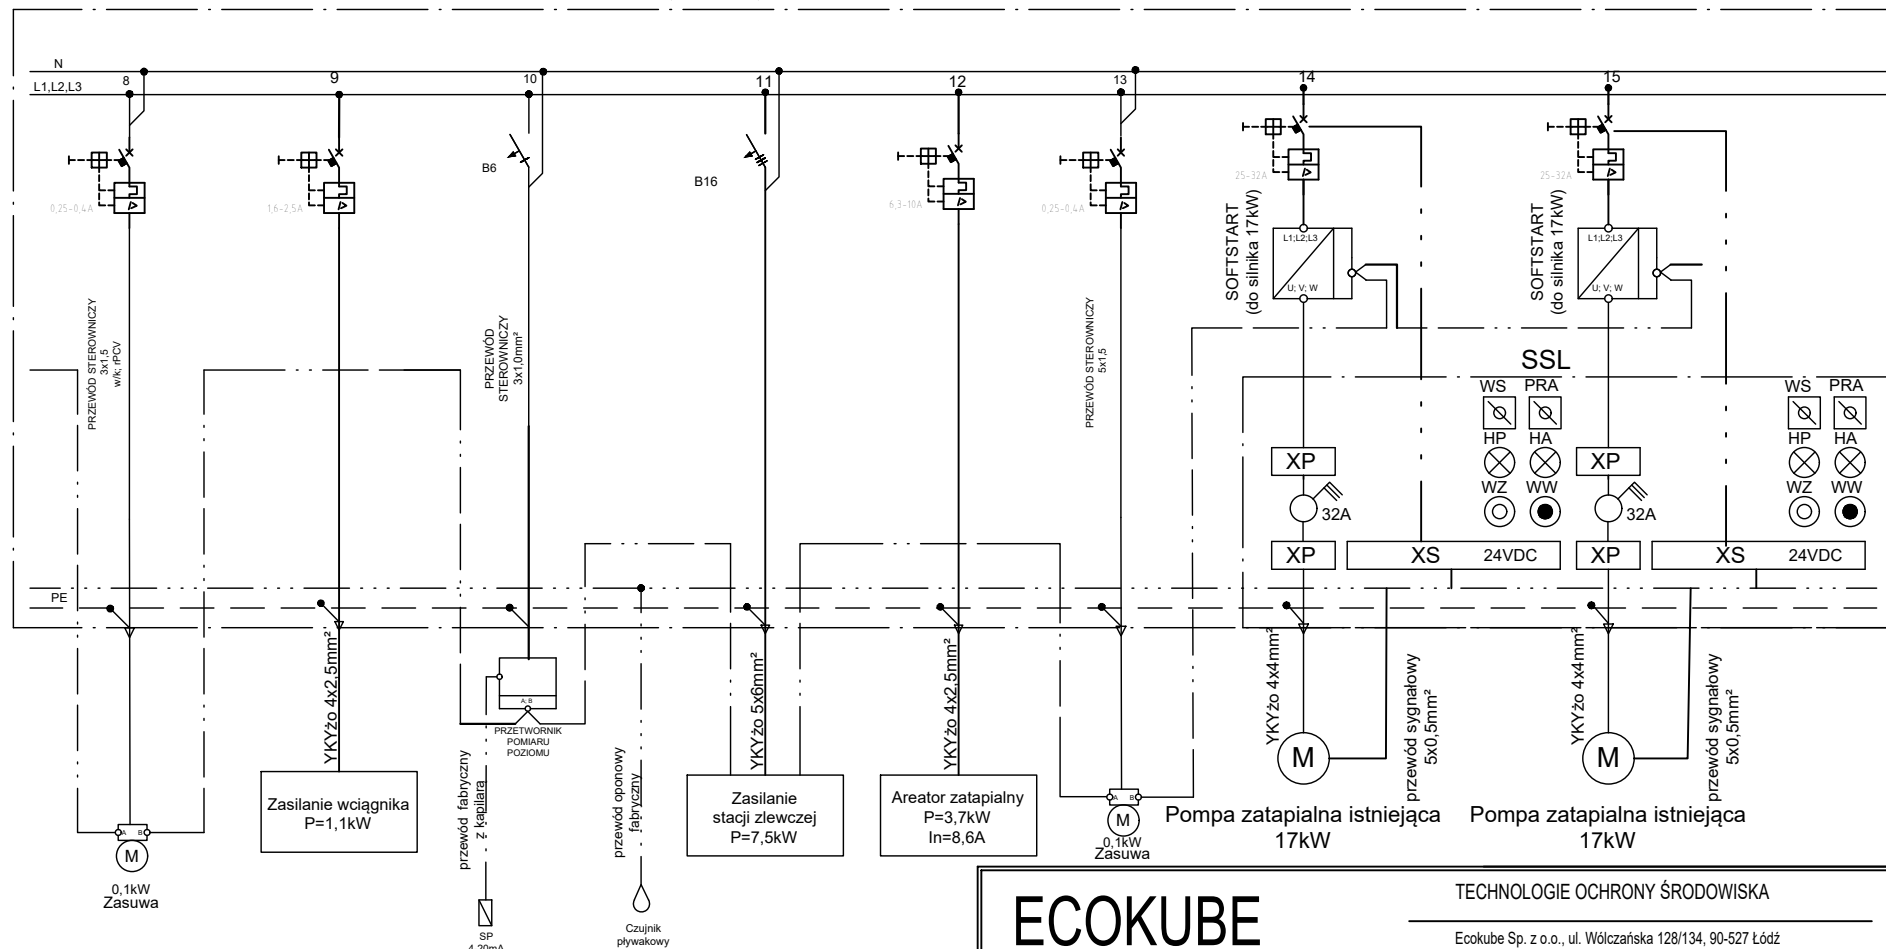 N
L1,L2,L3
8
9
10
11
12
13
14
15
B6
B16
0,25-0,4A
1,6-2,5A
6,3-10A
0,25-0,4A
25-32A
25-32A
PRZEWÓD STEROWNICZY
3x1,5
w/k; rPCV
PRZEWÓD
STEROWNICZY
3x1,0mm²
PRZEWÓD STEROWNICZY
5x1,5
SOFTSTART
(do silnika 17kW)
L1;L2;L3
U; V; W
SOFTSTART
(do silnika 17kW)
L1;L2;L3
U; V; W
SSL
WS PRA
HP HA
WZ WW
WS PRA
HP HA
WZ WW
XP
32A
XP
XS 24VDC
XP
32A
XP
XS 24VDC
PE
YKYżo 4x2,5mm²
YKYżo 5x6mm²
YKYżo 4x2,5mm²
YKYżo 4x4mm²
przewód sygnałowy
5x0,5mm²
YKYżo 4x4mm²
przewód sygnałowy
5x0,5mm²
A; B
PRZETWORNIK
POMIARU
POZIOMU
przewód fabryczny
z kapilarą
przewód oponowy
fabryczny
A B
M
0,1kW
Zasuwa
Zasilanie wciągnika
P=1,1kW
SP
4-20mA
Czujnik
pływakowy
Zasilanie
stacji zlewczej
P=7,5kW
Areator zatapialny
P=3,7kW
In=8,6A
A B
M
0,1kW
Zasuwa
M
Pompa zatapialna istniejąca
17kW
M
Pompa zatapialna istniejąca
17kW
ECOKUBE
TECHNOLOGIE OCHRONY ŚRODOWISKA
Ecokube Sp. z o.o., ul. Wólczańska 128/134, 90-527 Łódź